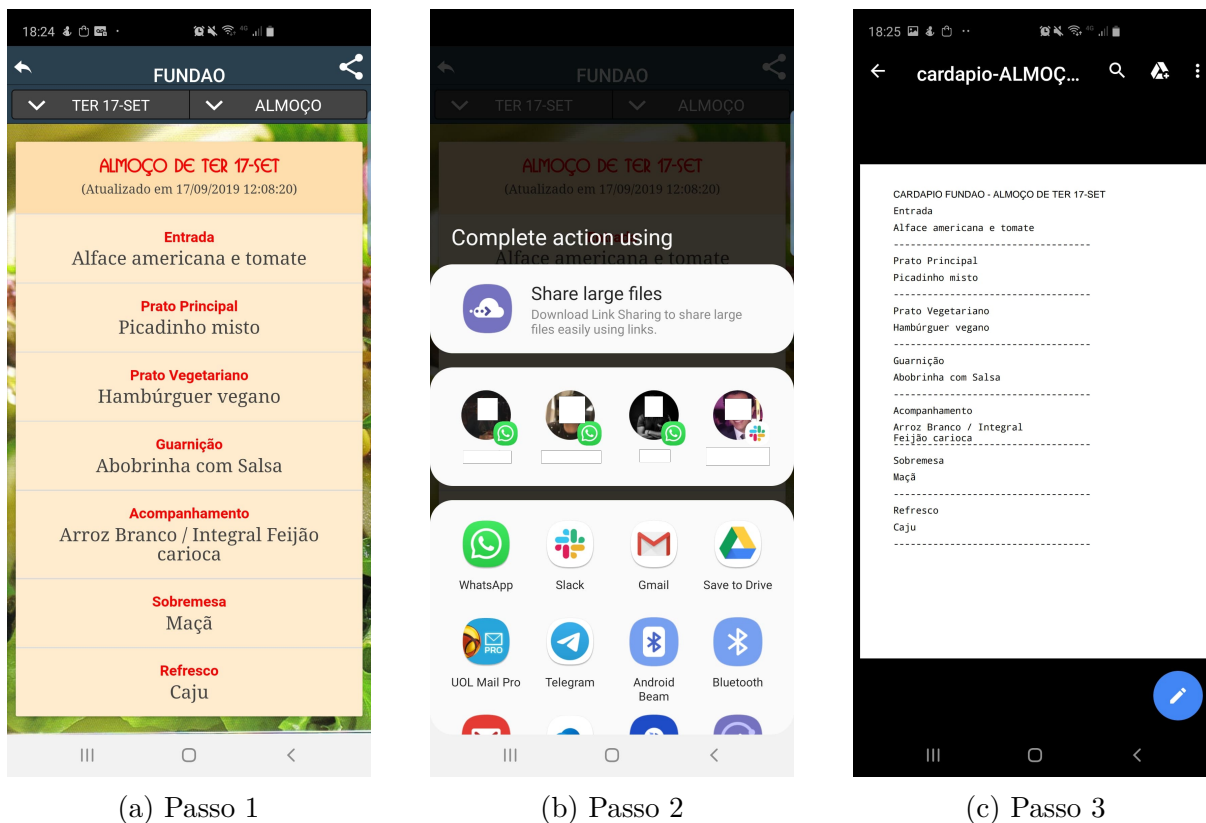 18:24
FUNDAO
TER 17-SET ALMOÇO
ALMOÇO DE TER 17-SET
(Atualizado em 17/09/2019 12:08:20)
Entrada
Alface americana e tomate
Prato Principal
Picadinho misto
Prato Vegetariano
Hambúrguer vegano
Guarnição
Abobrinha com Salsa
Acompanhamento
Arroz Branco / Integral Feijão
carioca
Sobremesa
Maçã
Refresco
Caju
(a) Passo 1
FUNDAO
TER 17-SET ALMOÇO
ALMOÇO DE TER 17-SET
(Atualizado em 17/09/2019 12:08:20)
Complete action using
Alface americana e tomate
Share large files
Download Link Sharing to share large
files easily using links.
WhatsApp Slack Gmail Save to Drive
PRO
UOL Mail Pro Telegram Android Bluetooth
Beam
(b) Passo 2
18:25 4G
cardapio-ALMOÇ...
CARDAPIO FUNDAO - ALMOÇO DE TER 17-SET
Entrada
Alface americana e tomate
----------------------------------
Prato Principal
Picadinho misto
----------------------------------
Prato Vegetariano
Hambúrguer vegano
----------------------------------
Guarnição
Abobrinha com Salsa
----------------------------------
Acompanhamento
Arroz Branco / Integral
Feijão carioca
----------------------------------
Sobremesa
Maçã
----------------------------------
Refresco
Caju
----------------------------------
(c) Passo 3